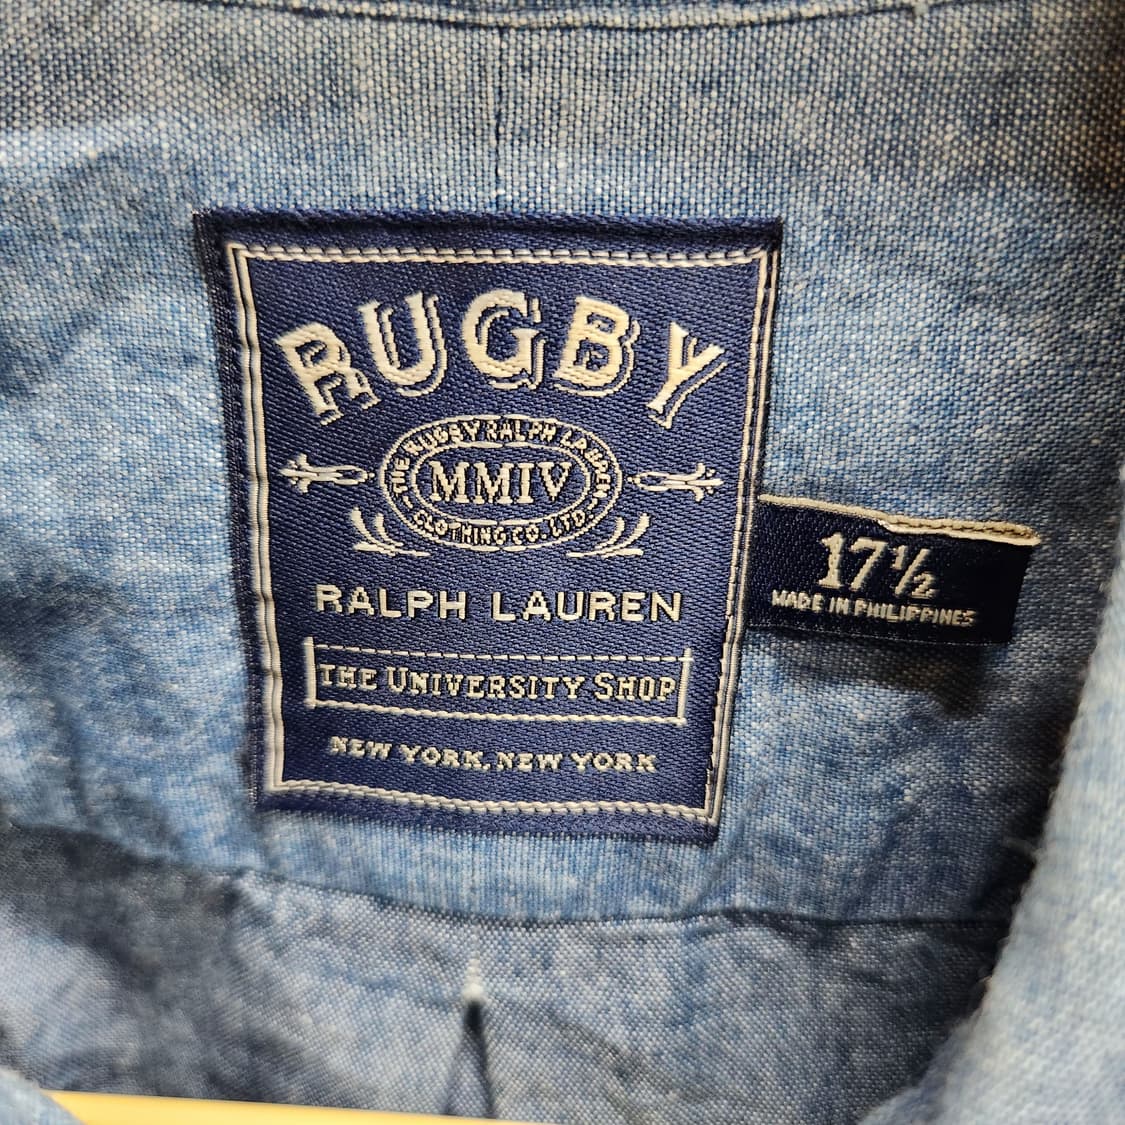 RUGBY
THE RUGBY RALPH LAUREN
MMIV
CLOTHING CO. LTD.
RALPH LAUREN
THE UNIVERSITY SHOP
NEW YORK, NEW YORK
17½
MADE IN PHILIPPINES